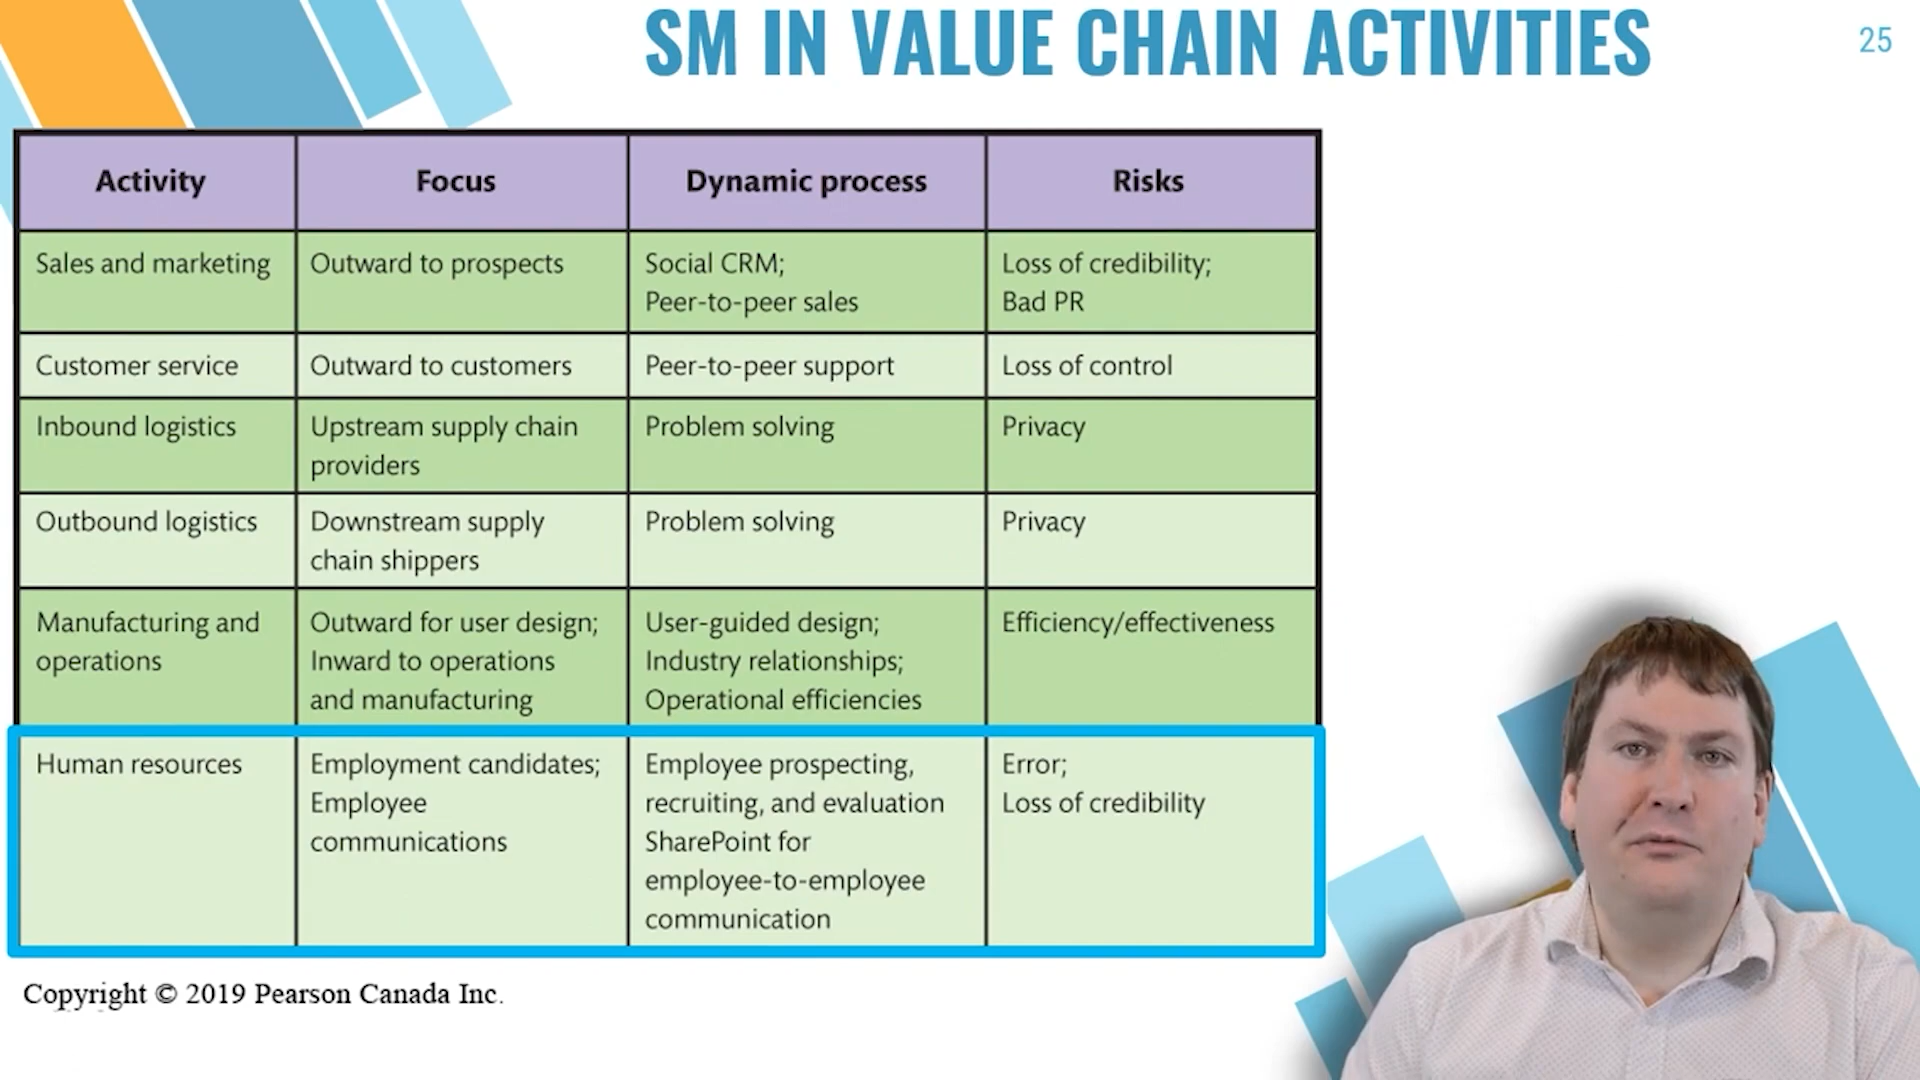 SM IN VALUE CHAIN ACTIVITIES
25
Activity
Focus
Dynamic process
Risks
Sales and marketing
Outward to prospects
Social CRM;
Peer-to-peer sales
Loss of credibility;
Bad PR
Customer service
Outward to customers
Peer-to-peer support
Loss of control
Inbound logistics
Upstream supply chain
providers
Problem solving
Privacy
Outbound logistics
Downstream supply
chain shippers
Problem solving
Privacy
Manufacturing and
operations
Outward for user design;
Inward to operations
and manufacturing
User-guided design;
Industry relationships;
Operational efficiencies
Efficiency/effectiveness
Human resources
Employment candidates;
Employee
communications
Employee prospecting,
recruiting, and evaluation
SharePoint for
employee-to-employee
communication
Error;
Loss of credibility
Copyright © 2019 Pearson Canada Inc.